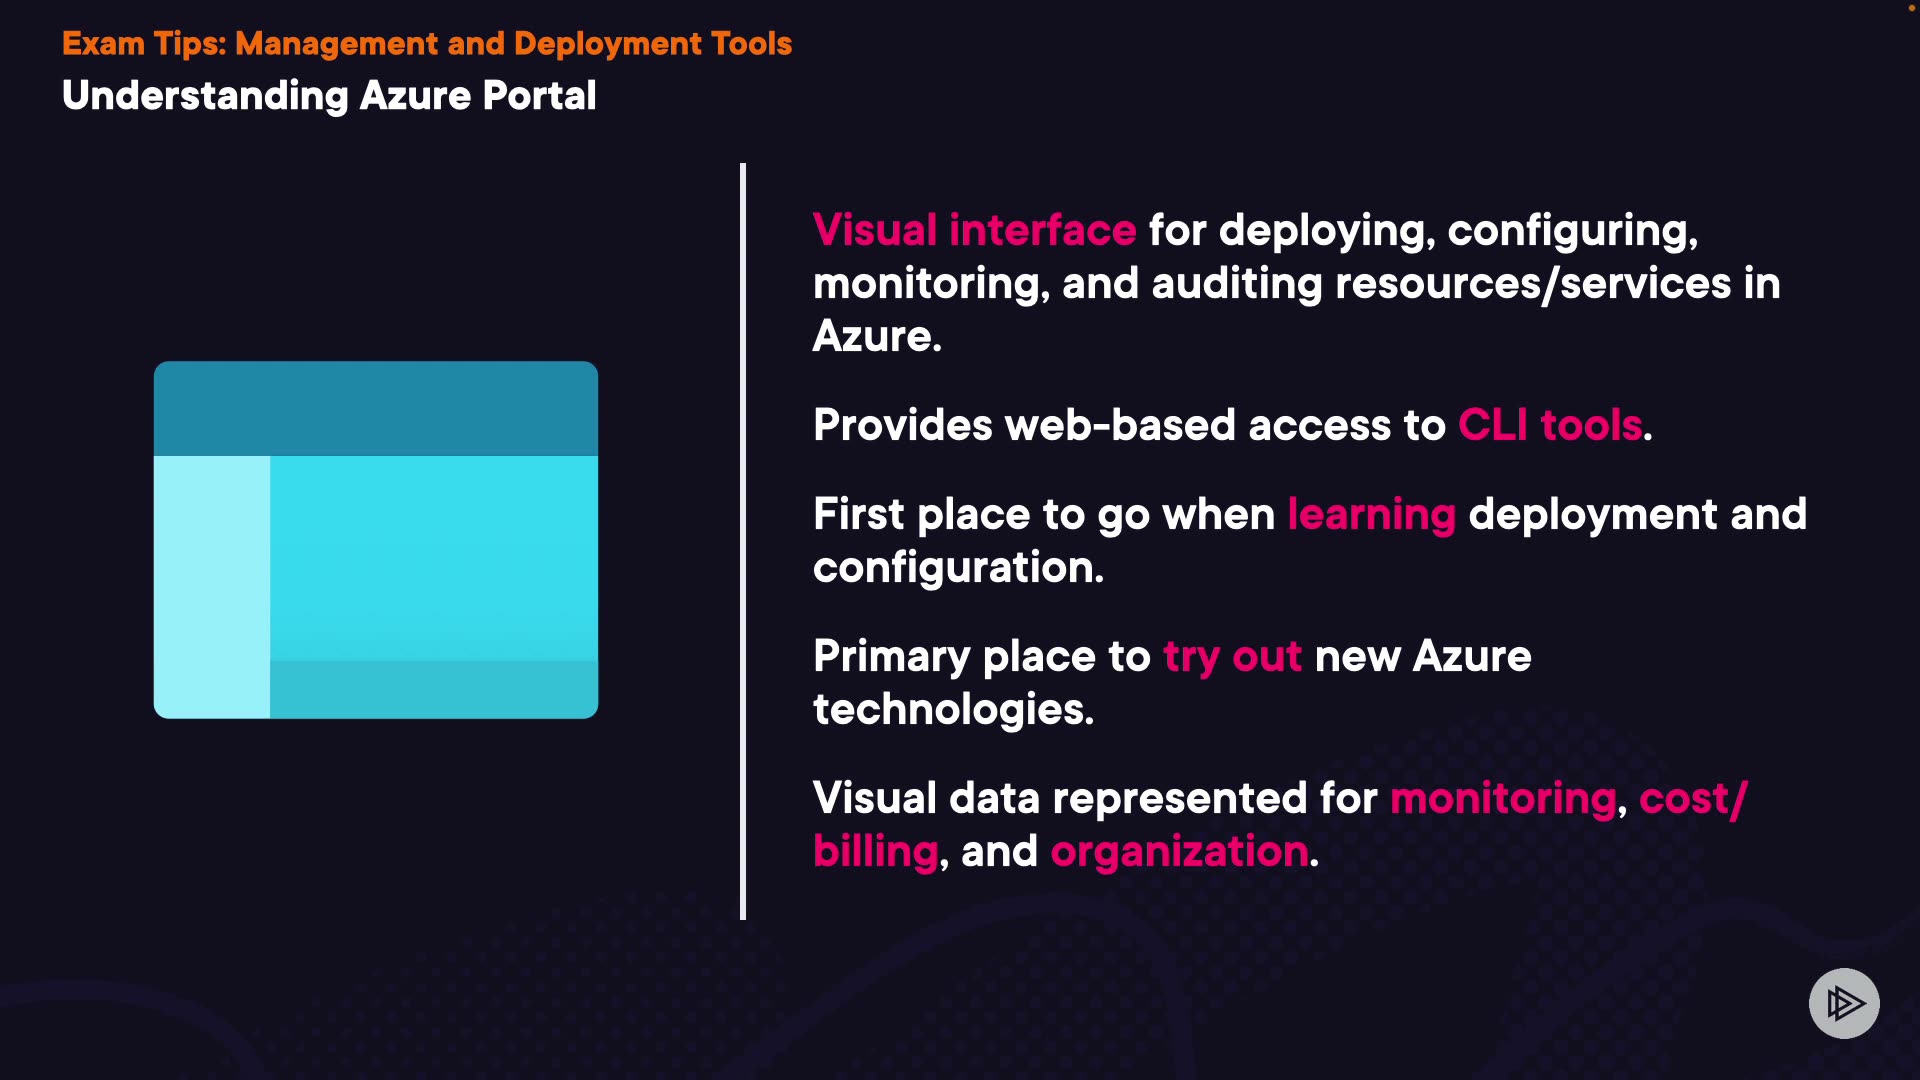 Exam Tips: Management and Deployment Tools
Understanding Azure Portal
Visual interface for deploying, configuring,
monitoring, and auditing resources/services in
Azure.
Provides web-based access to CLI tools.
First place to go when learning deployment and
configuration.
Primary place to try out new Azure
technologies.
Visual data represented for monitoring, cost/
billing, and organization.